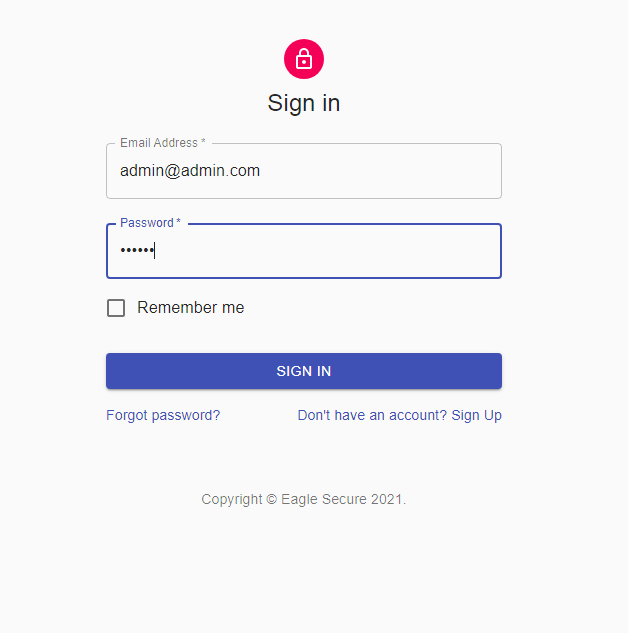 Sign in
Email Address *
admin@admin.com
Password *
••••••
Remember me
SIGN IN
Forgot password? Don't have an account? Sign Up
Copyright © Eagle Secure 2021.